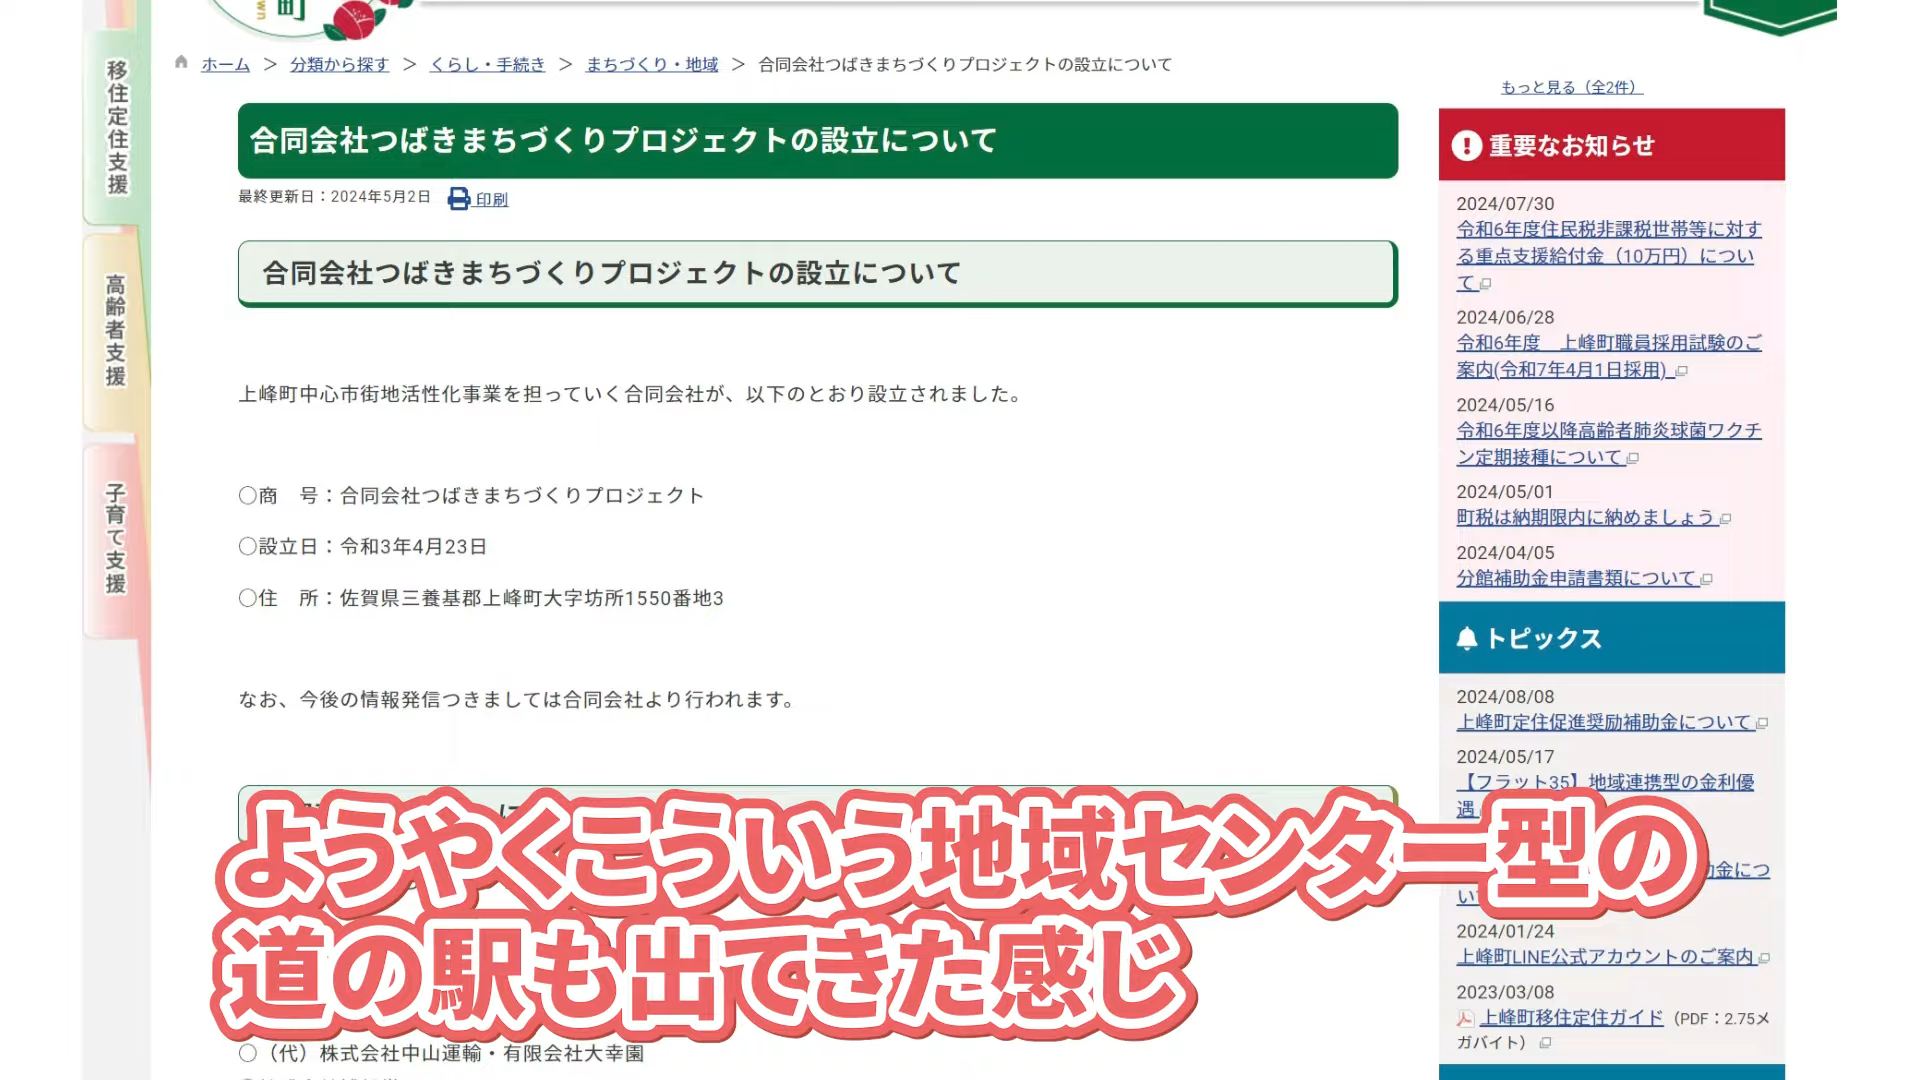 町
移住定住支援
高齢者支援
子育て支援
ホーム ＞ 分類から探す ＞ くらし・手続き ＞ まちづくり・地域 ＞ 合同会社つばきまちづくりプロジェクトの設立について
合同会社つばきまちづくりプロジェクトの設立について
最終更新日：2024年5月2日 印刷
合同会社つばきまちづくりプロジェクトの設立について
上峰町中心市街地活性化事業を担っていく合同会社が、以下のとおり設立されました。
○商　号：合同会社つばきまちづくりプロジェクト
○設立日：令和3年4月23日
○住　所：佐賀県三養基郡上峰町大字坊所1550番地3
なお、今後の情報発信つきましては合同会社より行われます。
ようやくこういう地域センター型の
道の駅も出てきた感じ
○（代）株式会社中山運輸・有限会社大幸園
もっと見る（全2件）
重要なお知らせ
2024/07/30
令和6年度住民税非課税世帯等に対す
る重点支援給付金（10万円）につい
て
2024/06/28
令和6年度　上峰町職員採用試験のご
案内(令和7年4月1日採用)
2024/05/16
令和6年度以降高齢者肺炎球菌ワクチ
ン定期接種について
2024/05/01
町税は納期限内に納めましょう
2024/04/05
分館補助金申請書類について
トピックス
2024/08/08
上峰町定住促進奨励補助金について
2024/05/17
【フラット35】地域連携型の金利優
遇
金につ
い
2024/01/24
上峰町LINE公式アカウントのご案内
2023/03/08
上峰町移住定住ガイド（PDF：2.75メ
ガバイト）